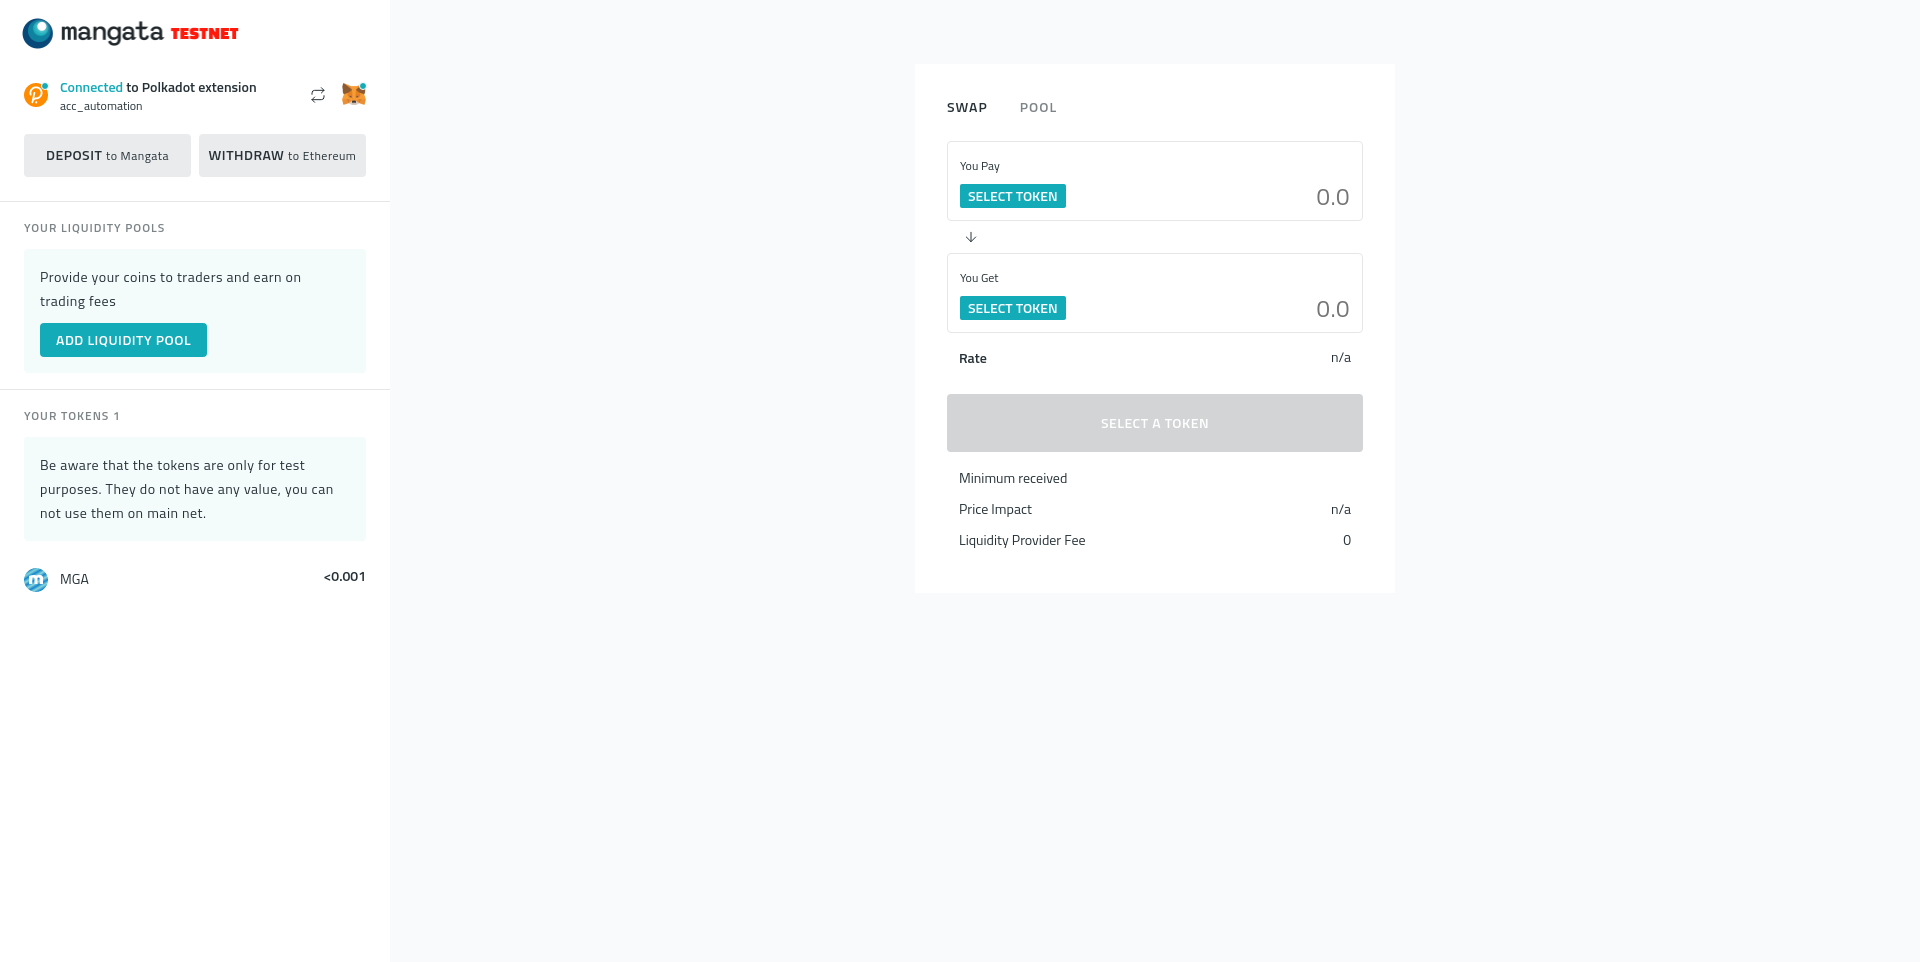 mangata TESTNET
Connected to Polkadot extension
acc_automation
DEPOSIT to Mangata
WITHDRAW to Ethereum
YOUR LIQUIDITY POOLS
Provide your coins to traders and earn on
trading fees
ADD LIQUIDITY POOL
YOUR TOKENS 1
Be aware that the tokens are only for test
purposes. They do not have any value, you can
not use them on main net.
MGA <0.001
SWAP POOL
You Pay
SELECT TOKEN 0.0
You Get
SELECT TOKEN 0.0
Rate n/a
SELECT A TOKEN
Minimum received
Price Impact n/a
Liquidity Provider Fee 0